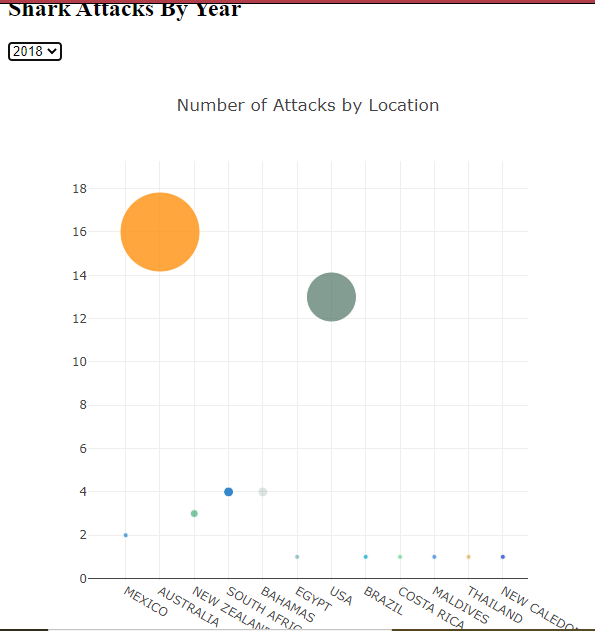 Shark Attacks By Year
2018
Number of Attacks by Location
18
16
14
12
10
8
6
4
2
0
MEXICO
AUSTRALIA
NEW ZEALAN
SOUTH AFRIC
BAHAMAS
EGYPT
USA
BRAZIL
COSTA RICA
MALDIVES
THAILAND
NEW CALEDO